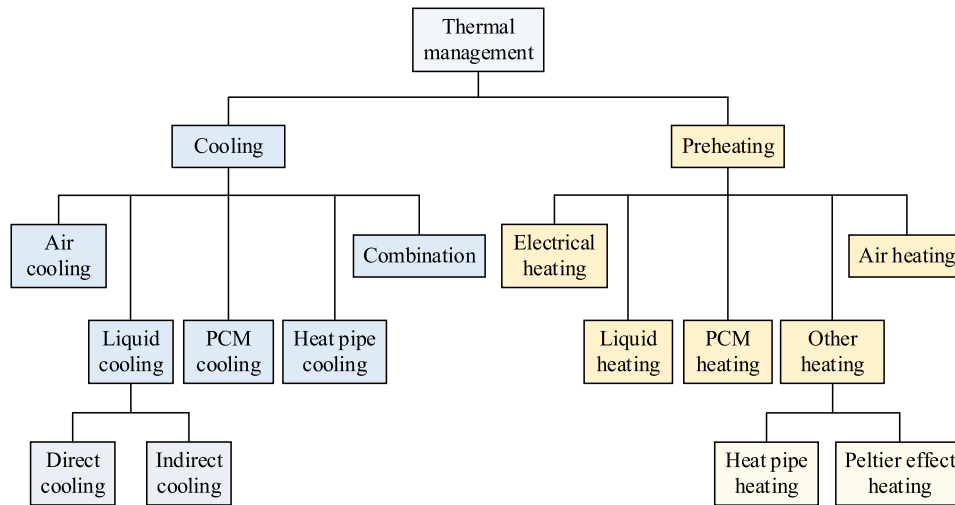 Thermal
management
Cooling
Preheating
Air
cooling
Combination
Electrical
heating
Air heating
Liquid
cooling
PCM
cooling
Heat pipe
cooling
Liquid
heating
PCM
heating
Other
heating
Direct
cooling
Indirect
cooling
Heat pipe
heating
Peltier effect
heating